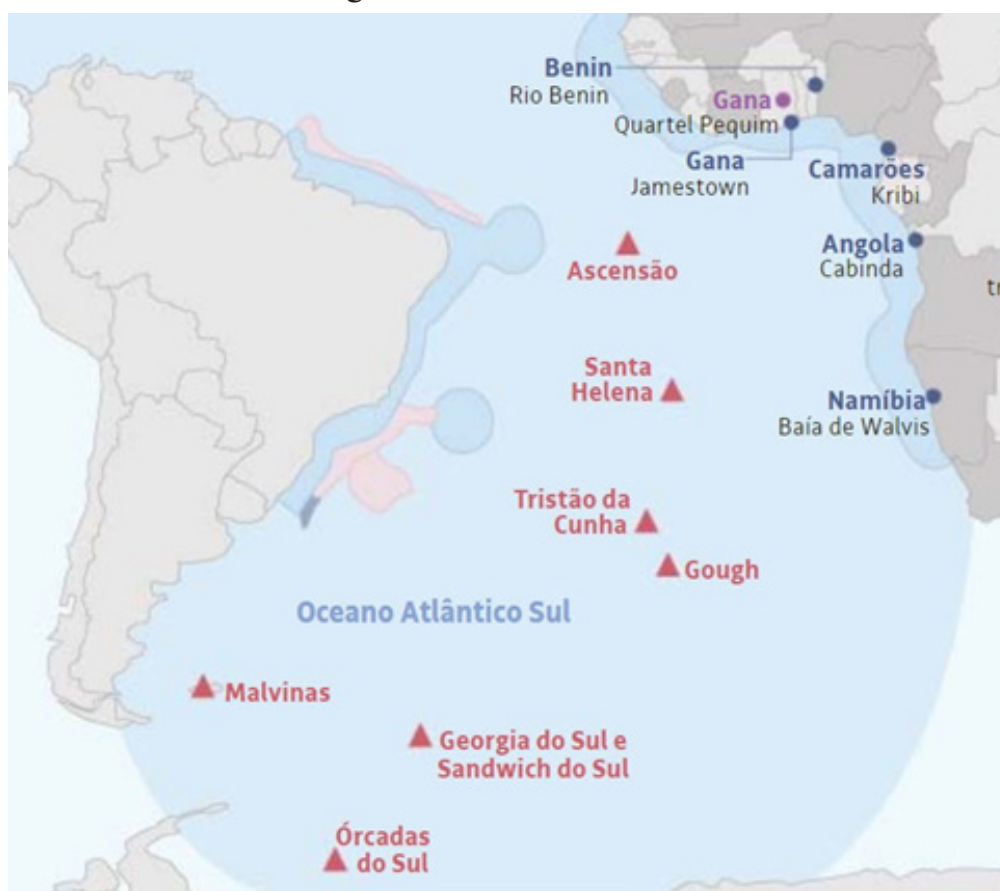 Benin
Rio Benin
Gana
Quartel Pequim
Gana
Jamestown
Camarões
Kribi
Ascensão
Angola
Cabinda
tr
Santa
Helena
Namíbia
Baía de Walvis
Tristão da
Cunha
Gough
Oceano Atlântico Sul
Malvinas
Georgia do Sul e
Sandwich do Sul
Órcadas
do Sul